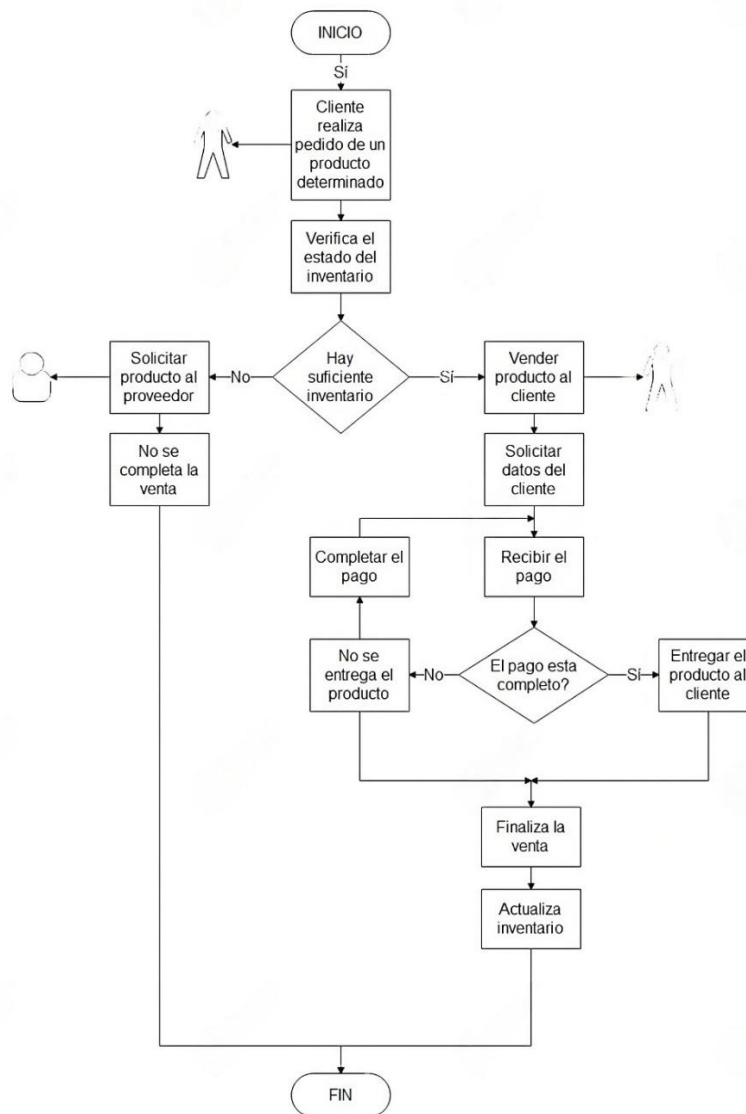 INICIO
Sí
Cliente
realiza
pedido de un
producto
determinado
Verifica el
estado del
inventario
Solicitar
producto al
proveedor
No
Hay
suficiente
inventario
Sí
Vender
producto al
cliente
No se
completa la
venta
Solicitar
datos del
cliente
Completar el
pago
Recibir el
pago
No se
entrega el
producto
No
El pago esta
completo?
Sí
Entregar el
producto al
cliente
Finaliza la
venta
Actualiza
inventario
FIN